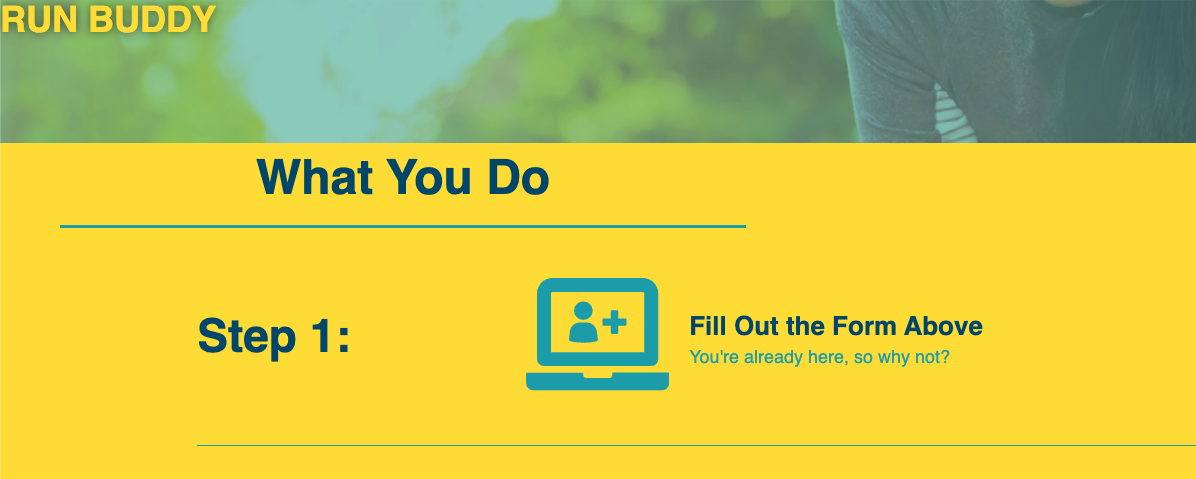 RUN BUDDY
What You Do
Step 1:
Fill Out the Form Above
You're already here, so why not?